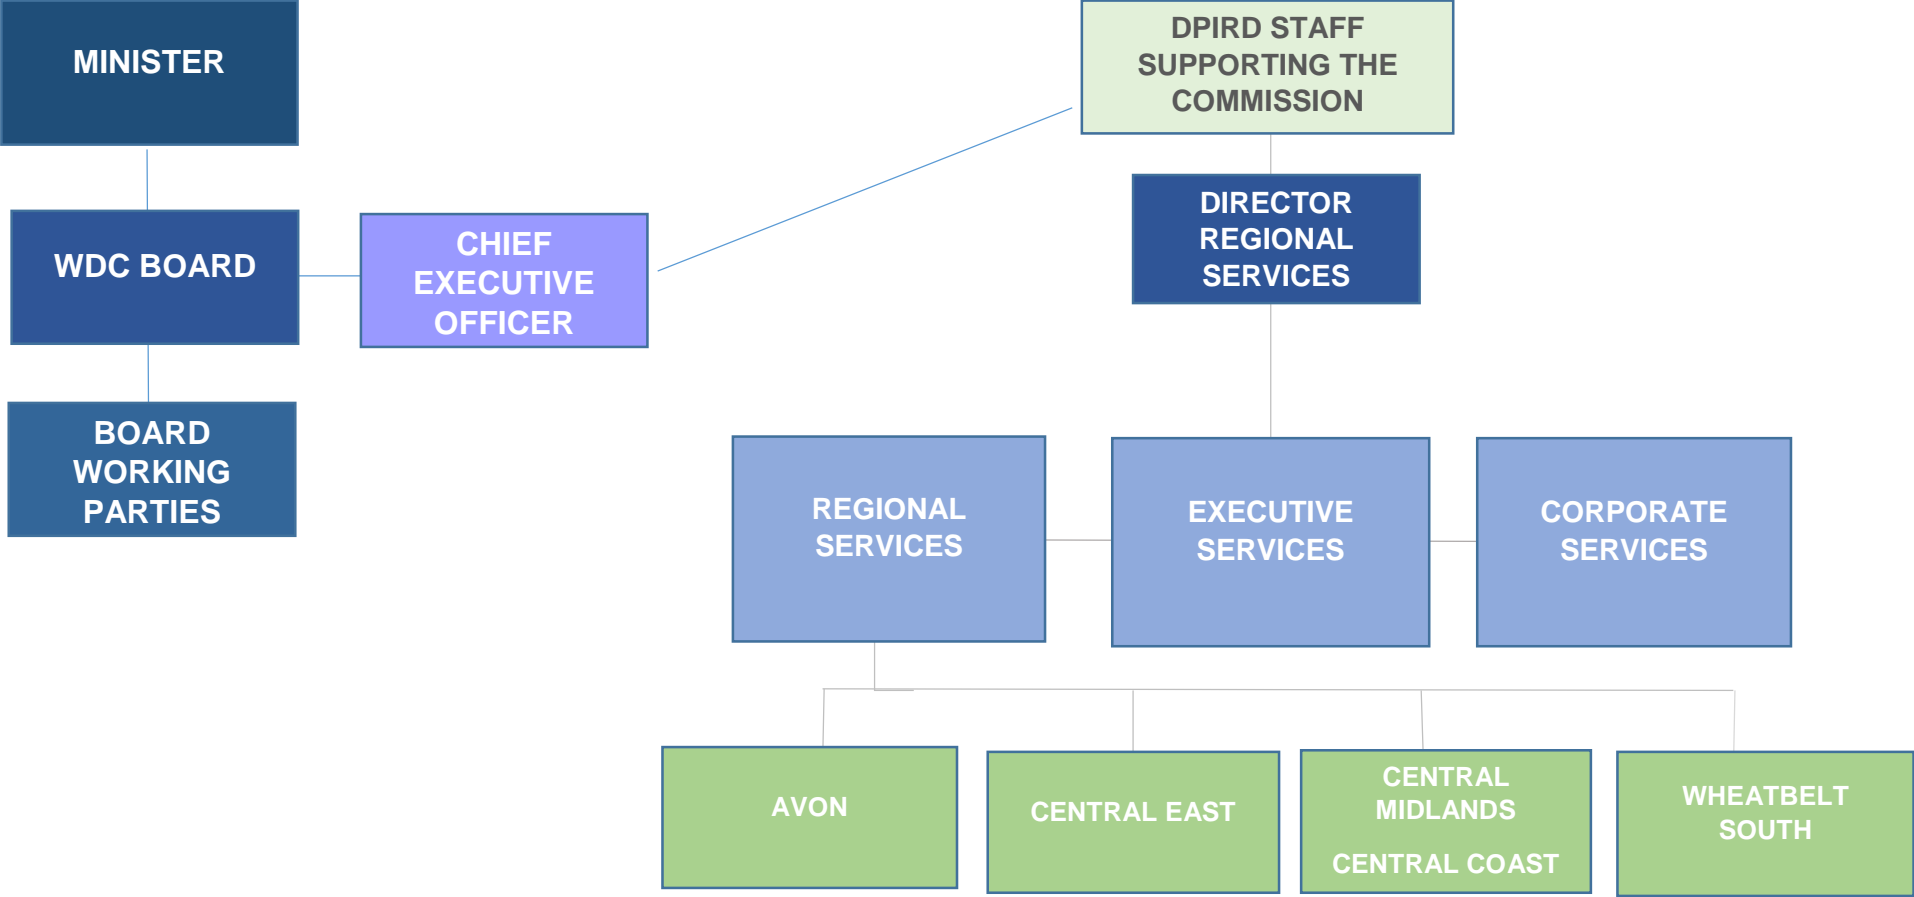 MINISTER
DPIRD STAFF
SUPPORTING THE
COMMISSION
WDC BOARD
CHIEF
EXECUTIVE
OFFICER
DIRECTOR
REGIONAL
SERVICES
BOARD
WORKING
PARTIES
REGIONAL
SERVICES
EXECUTIVE
SERVICES
CORPORATE
SERVICES
AVON
CENTRAL EAST
CENTRAL
MIDLANDS
CENTRAL COAST
WHEATBELT
SOUTH